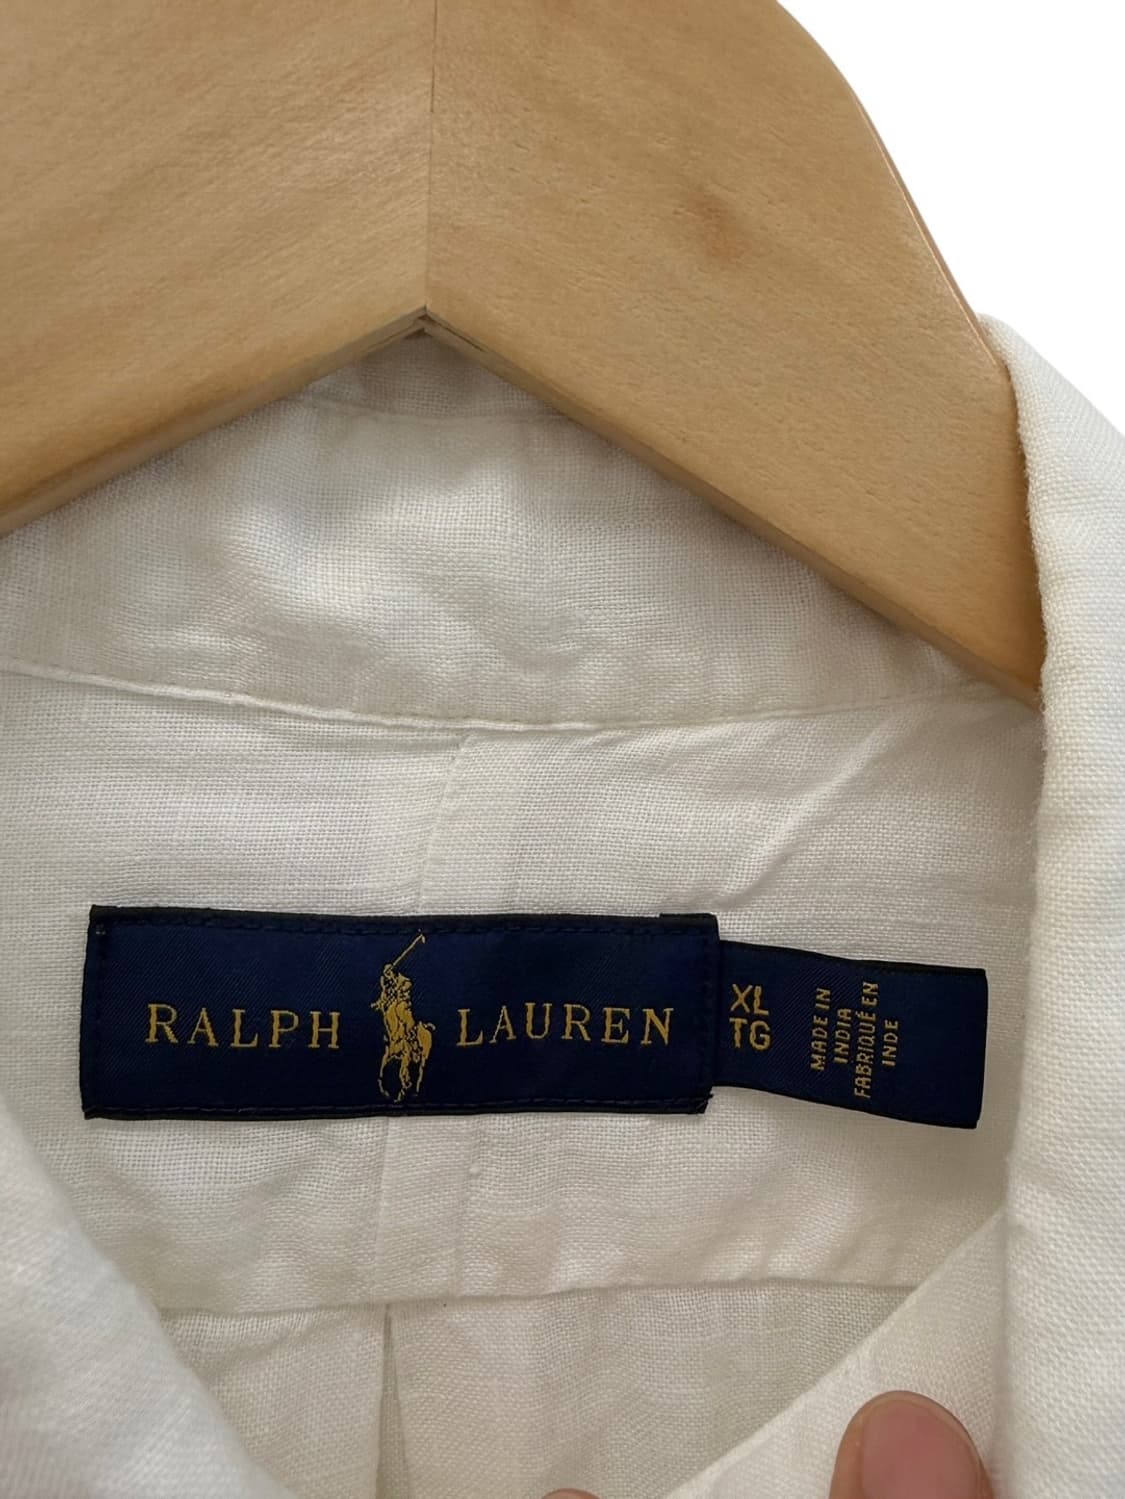 RALPH LAUREN
XL
TG
MADE IN
INDIA
FABRIQUÉ EN
INDE